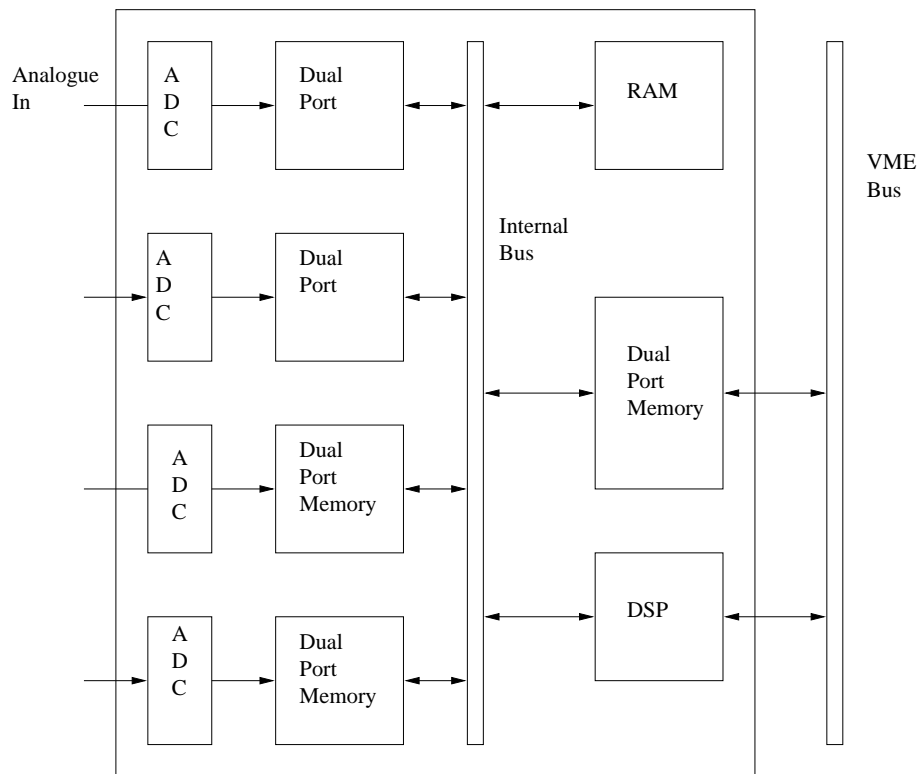 Analogue
In
A
D
C
Dual
Port
RAM
VME
Bus
Internal
Bus
A
D
C
Dual
Port
Dual
Port
Memory
A
D
C
Dual
Port
Memory
DSP
A
D
C
Dual
Port
Memory